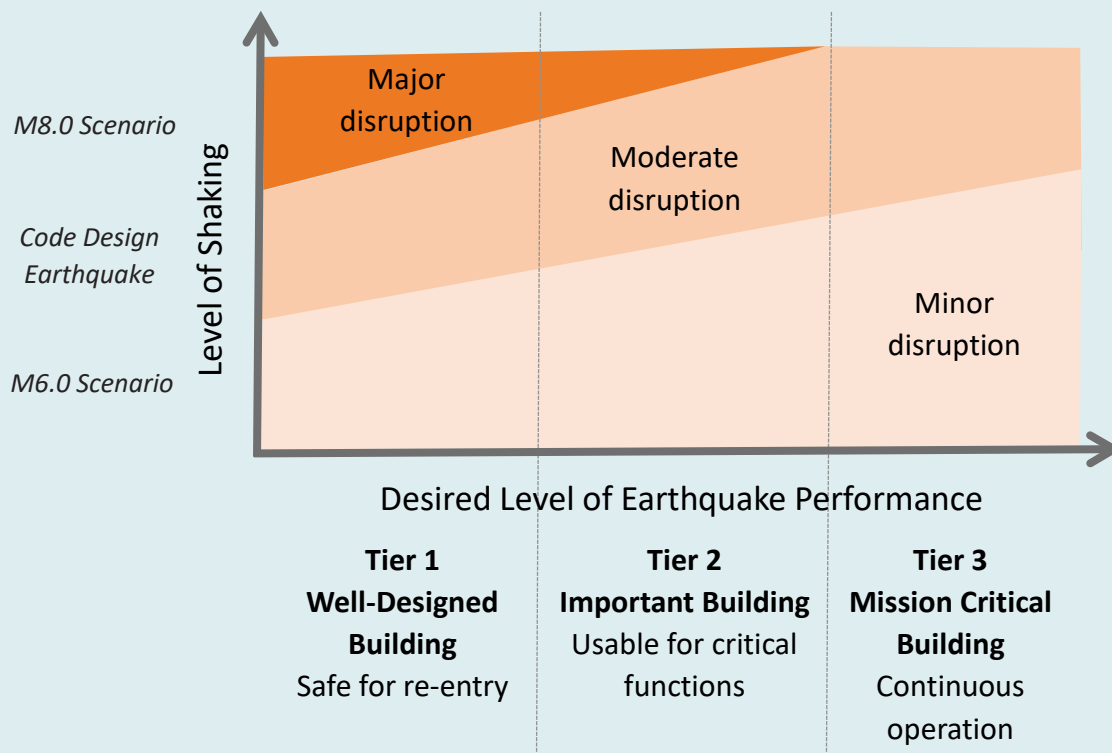 M8.0 Scenario
Code Design
Earthquake
M6.0 Scenario
Level of Shaking
Major
disruption
Moderate
disruption
Minor
disruption
Desired Level of Earthquake Performance
Tier 1
Well-Designed
Building
Safe for re-entry
Tier 2
Important Building
Usable for critical
functions
Tier 3
Mission Critical
Building
Continuous
operation